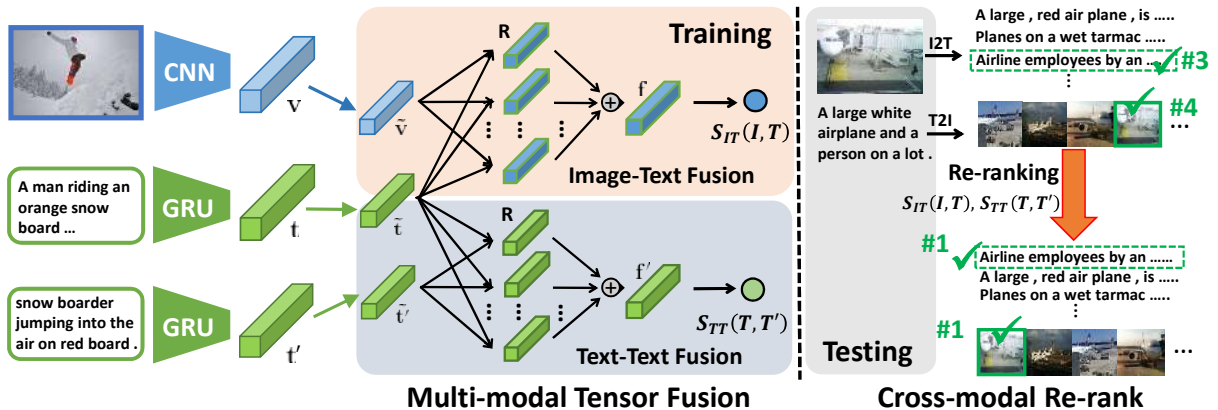 CNN
v
ṽ
R
Training
f
S_IT(I, T)
Image-Text Fusion
A man riding an
orange snow
board ...
GRU
t
t̃
snow boarder
jumping into the
air on red board .
GRU
t'
t̃'
R
f'
S_TT(T, T')
Text-Text Fusion
Multi-modal Tensor Fusion
A large white
airplane and a
person on a lot .
Testing
I2T
T2I
A large , red air plane , is .....
Planes on a wet tarmac .....
Airline employees by an ...
#3
⋮
#4
...
Re-ranking
S_IT(I, T), S_TT(T, T')
#1
Airline employees by an ......
A large , red air plane , is .....
Planes on a wet tarmac .....
⋮
#1
...
Cross-modal Re-rank